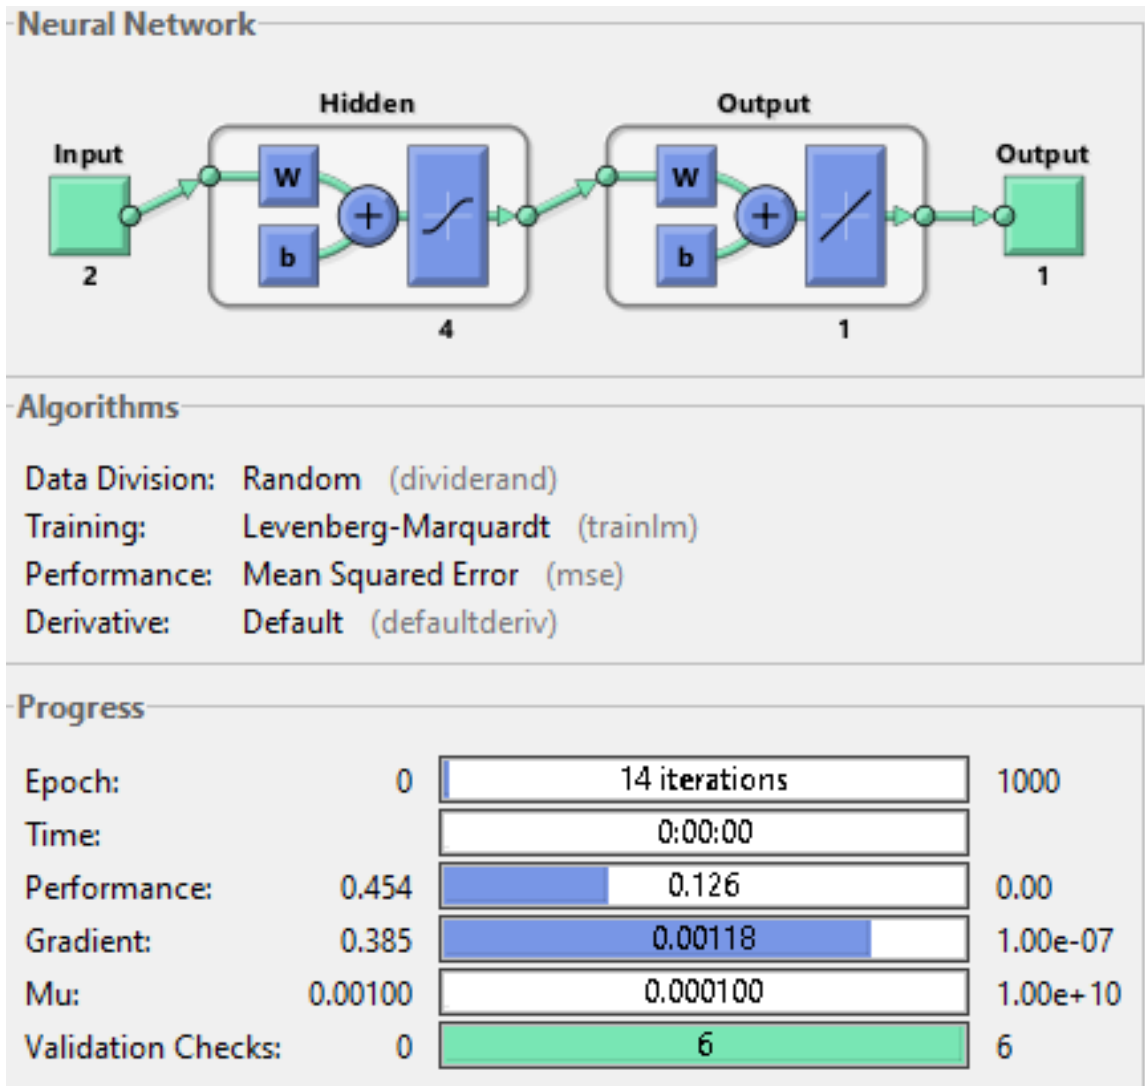 Neural Network
Hidden
Output
Input
Output
W
W
+
+
b
b
2
1
4
1
Algorithms
Data Division: Random (dividerand)
Training: Levenberg-Marquardt (trainlm)
Performance: Mean Squared Error (mse)
Derivative: Default (defaultderiv)
Progress
Epoch: 0 14 iterations 1000
Time: 0:00:00
Performance: 0.454 0.126 0.00
Gradient: 0.385 0.00118 1.00e-07
Mu: 0.00100 0.000100 1.00e+10
Validation Checks: 0 6 6